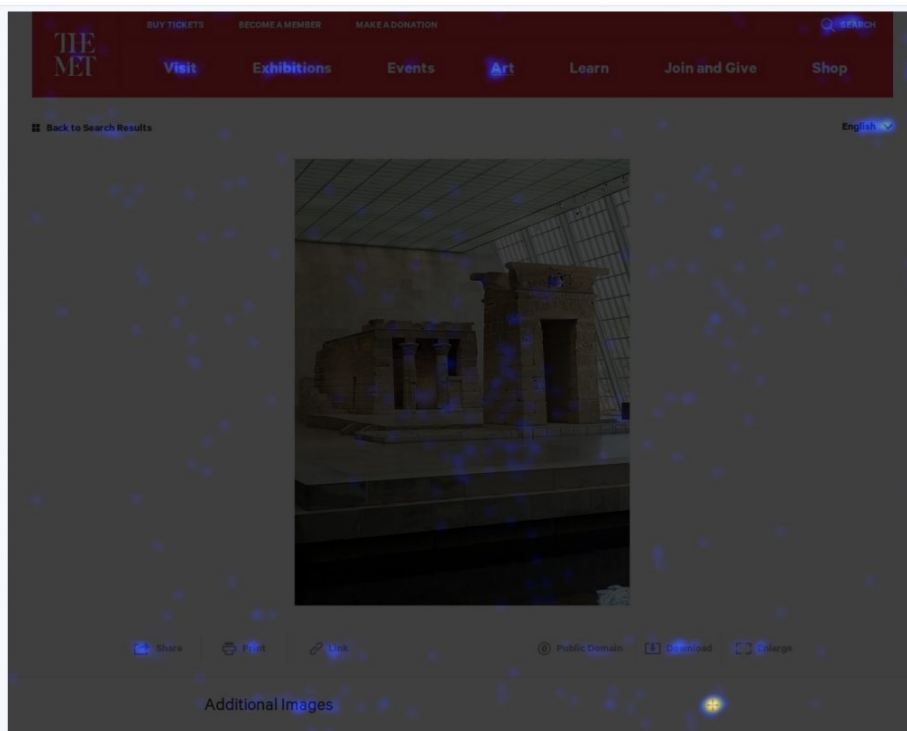 BUY TICKETS BECOME A MEMBER MAKE A DONATION SEARCH
THE
MET
Visit Exhibitions Events Art Learn Join and Give Shop
Back to Search Results English
Share Print Link Public Domain Download Enlarge
Additional Images